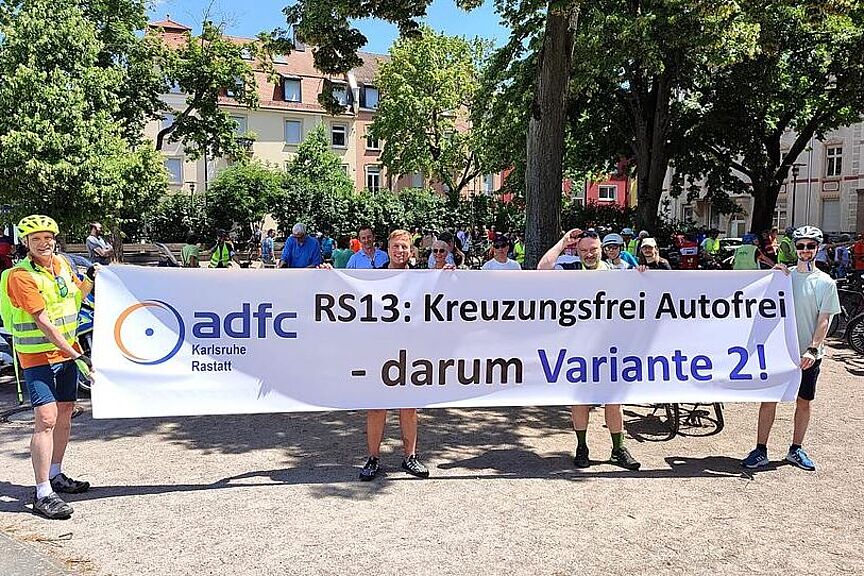 adfc
Karlsruhe
Rastatt
RS13: Kreuzungsfrei Autofrei
- darum Variante 2!